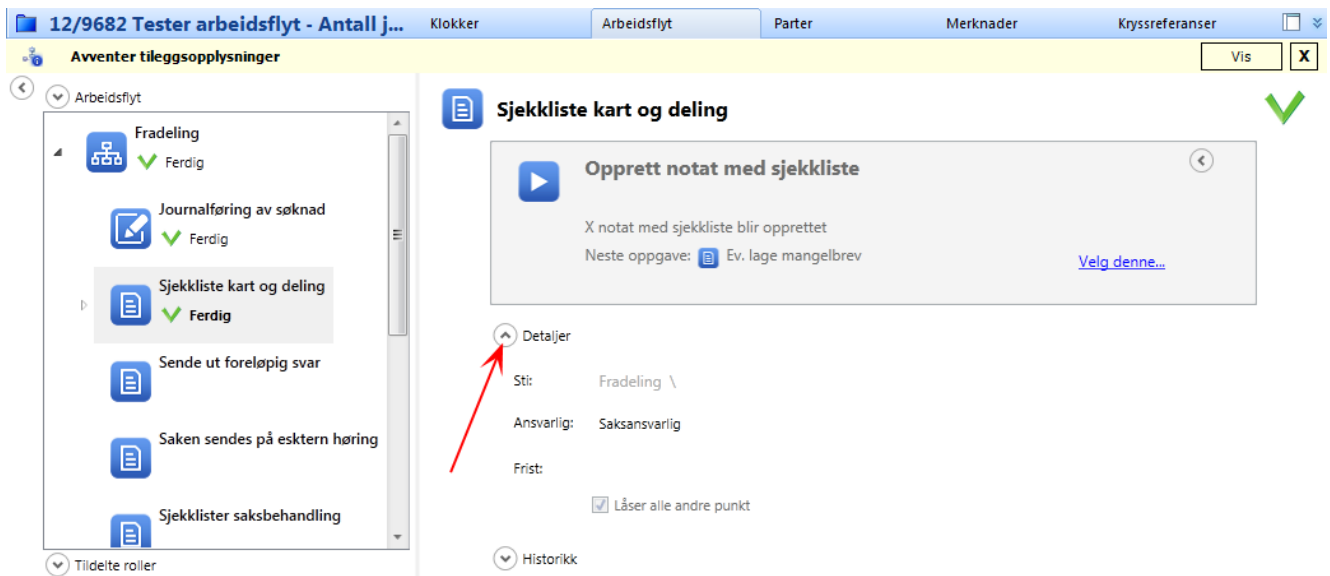 12/9682 Tester arbeidsflyt - Antall j...
Klokker
Arbeidsflyt
Parter
Merknader
Kryssreferanser
Avventer tileggsopplysninger
Vis
X
Arbeidsflyt
Fradeling
Ferdig
Journalføring av søknad
Ferdig
Sjekkliste kart og deling
Ferdig
Sende ut foreløpig svar
Saken sendes på esktern høring
Sjekklister saksbehandling
Tildelte roller
Sjekkliste kart og deling
Opprett notat med sjekkliste
X notat med sjekkliste blir opprettet
Neste oppgave: Ev. lage mangelbrev
Velg denne...
Detaljer
Sti: Fradeling \
Ansvarlig: Saksansvarlig
Frist:
Låser alle andre punkt
Historikk